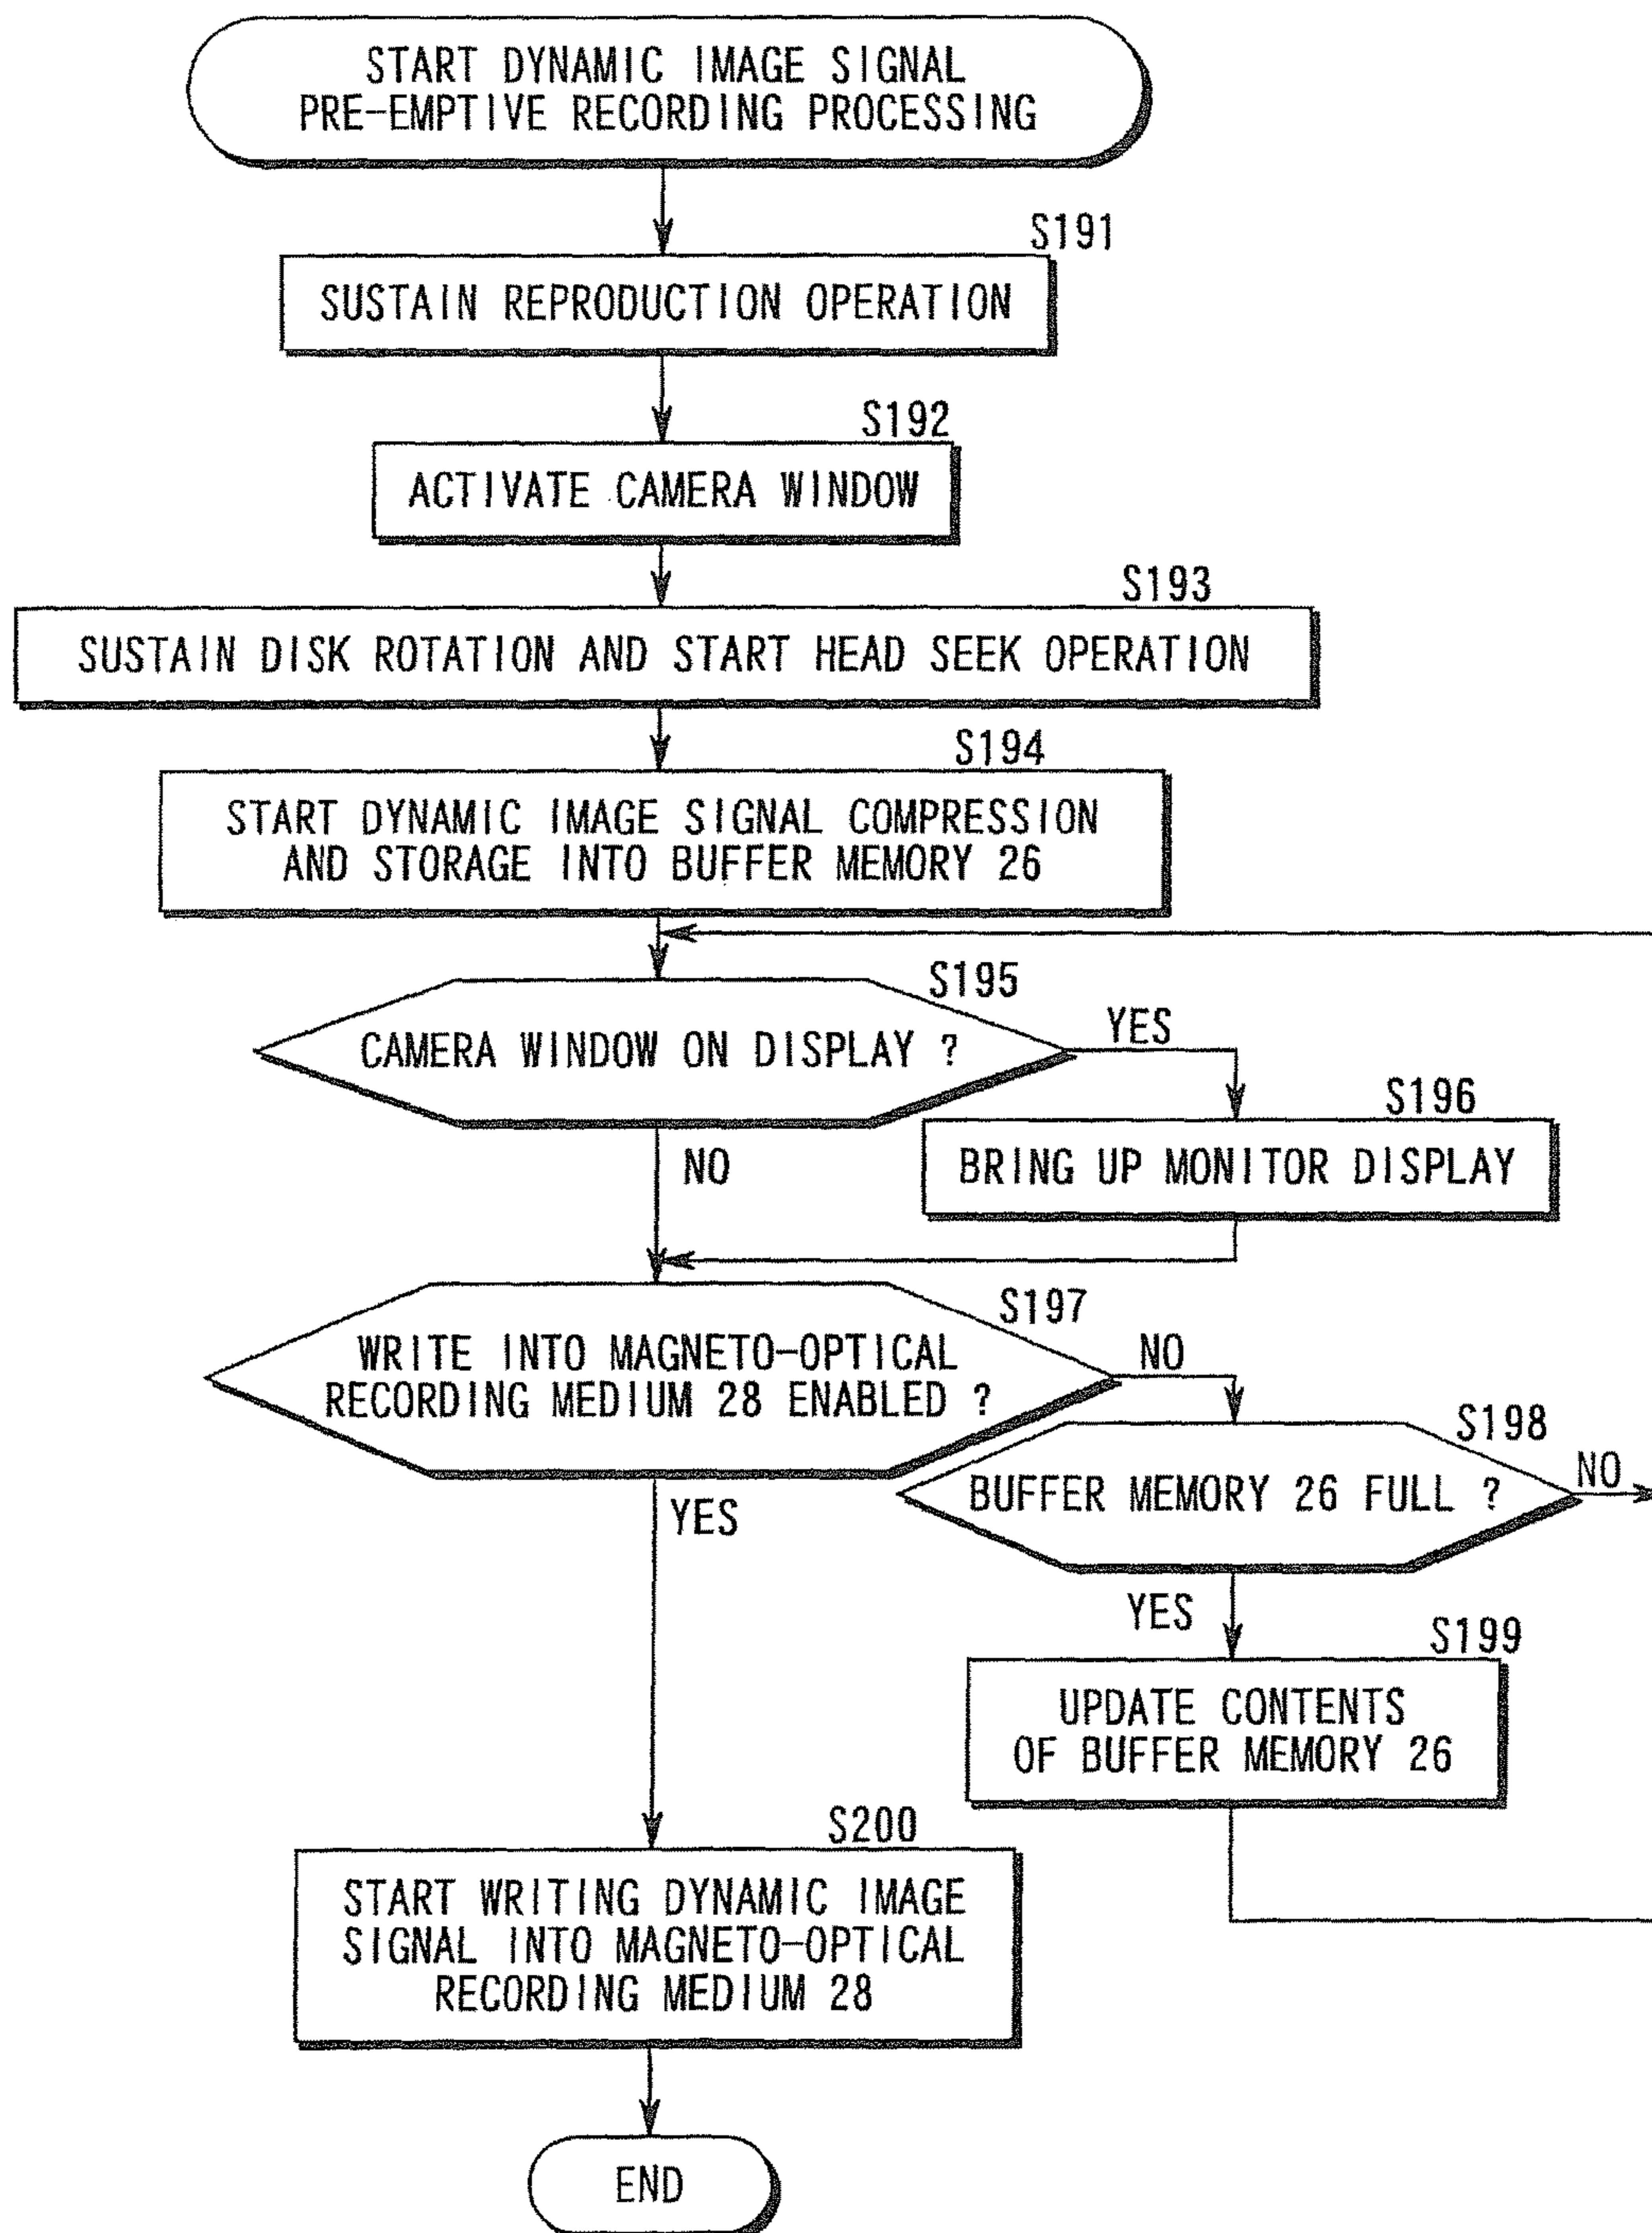 START DYNAMIC IMAGE SIGNAL
PRE-EMPTIVE RECORDING PROCESSING
S191
SUSTAIN REPRODUCTION OPERATION
S192
ACTIVATE CAMERA WINDOW
S193
SUSTAIN DISK ROTATION AND START HEAD SEEK OPERATION
S194
START DYNAMIC IMAGE SIGNAL COMPRESSION
AND STORAGE INTO BUFFER MEMORY 26
S195
CAMERA WINDOW ON DISPLAY ?
YES
S196
BRING UP MONITOR DISPLAY
NO
S197
WRITE INTO MAGNETO-OPTICAL
RECORDING MEDIUM 28 ENABLED ?
NO
S198
BUFFER MEMORY 26 FULL ?
NO
YES
YES
S199
UPDATE CONTENTS
OF BUFFER MEMORY 26
S200
START WRITING DYNAMIC IMAGE
SIGNAL INTO MAGNETO-OPTICAL
RECORDING MEDIUM 28
END